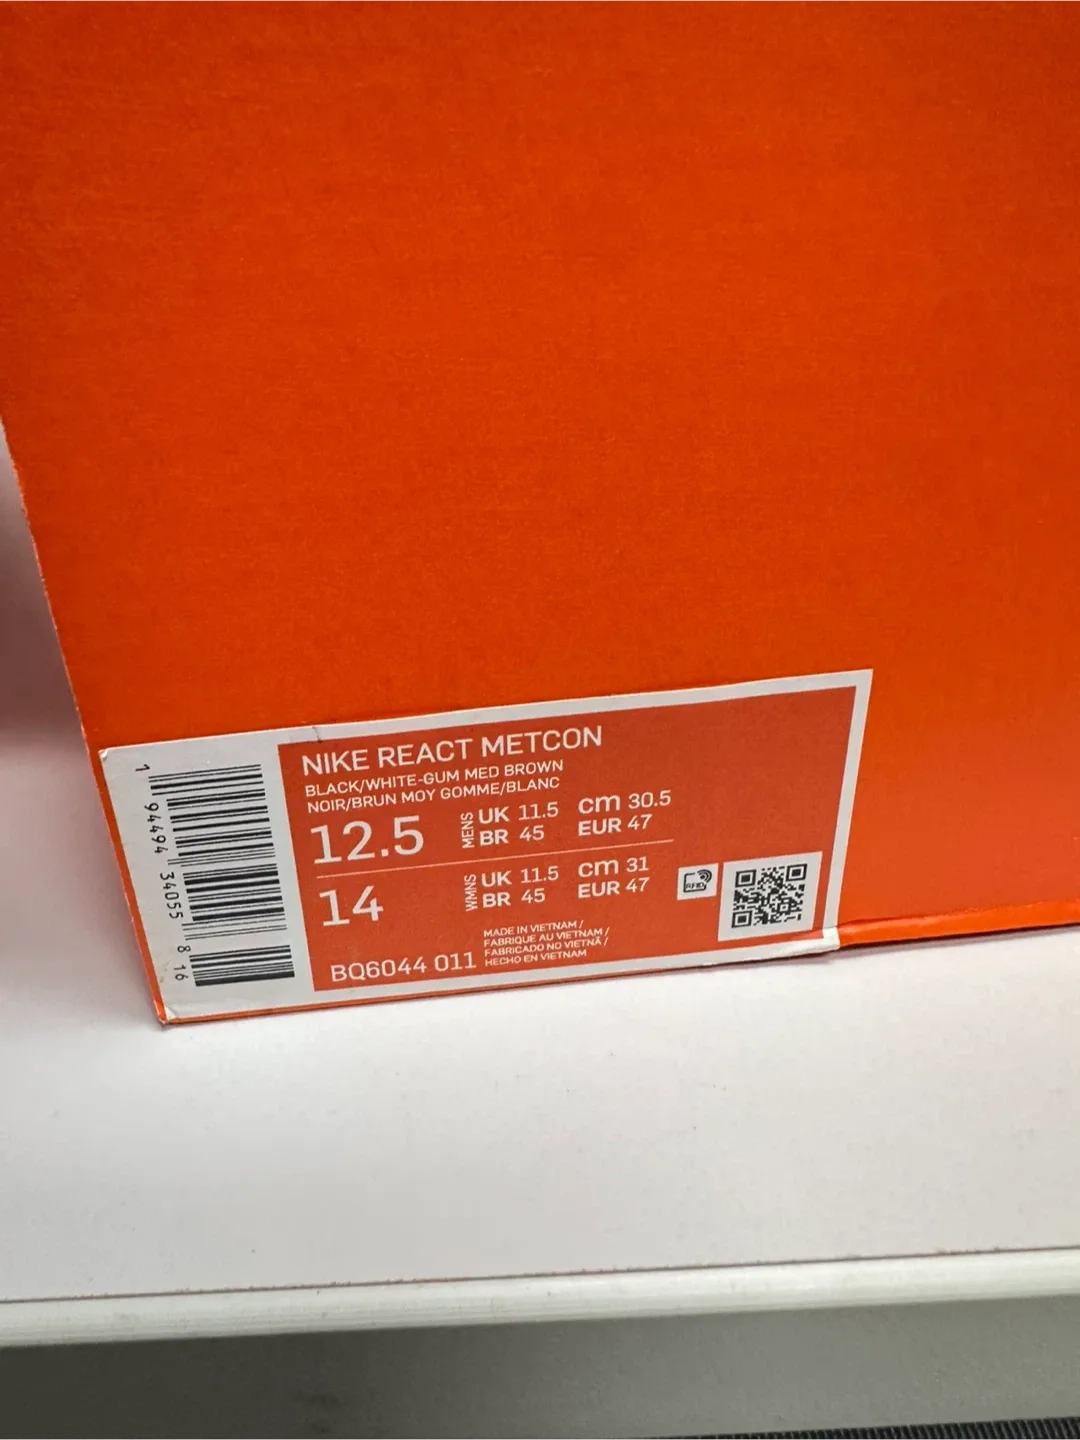 NIKE REACT METCON
BLACK/WHITE-GUM MED BROWN
NOIR/BRUN MOY GOMME/BLANC
12.5 MENS UK 11.5 cm 30.5
BR 45 EUR 47
14 WMNS UK 11.5 cm 31
BR 45 EUR 47
RFID
MADE IN VIETNAM /
FABRIQUE AU VIETNAM /
FABRICADO NO VIETNÃ /
HECHO EN VIETNAM
BQ6044 011
1 94494 34055 8 16